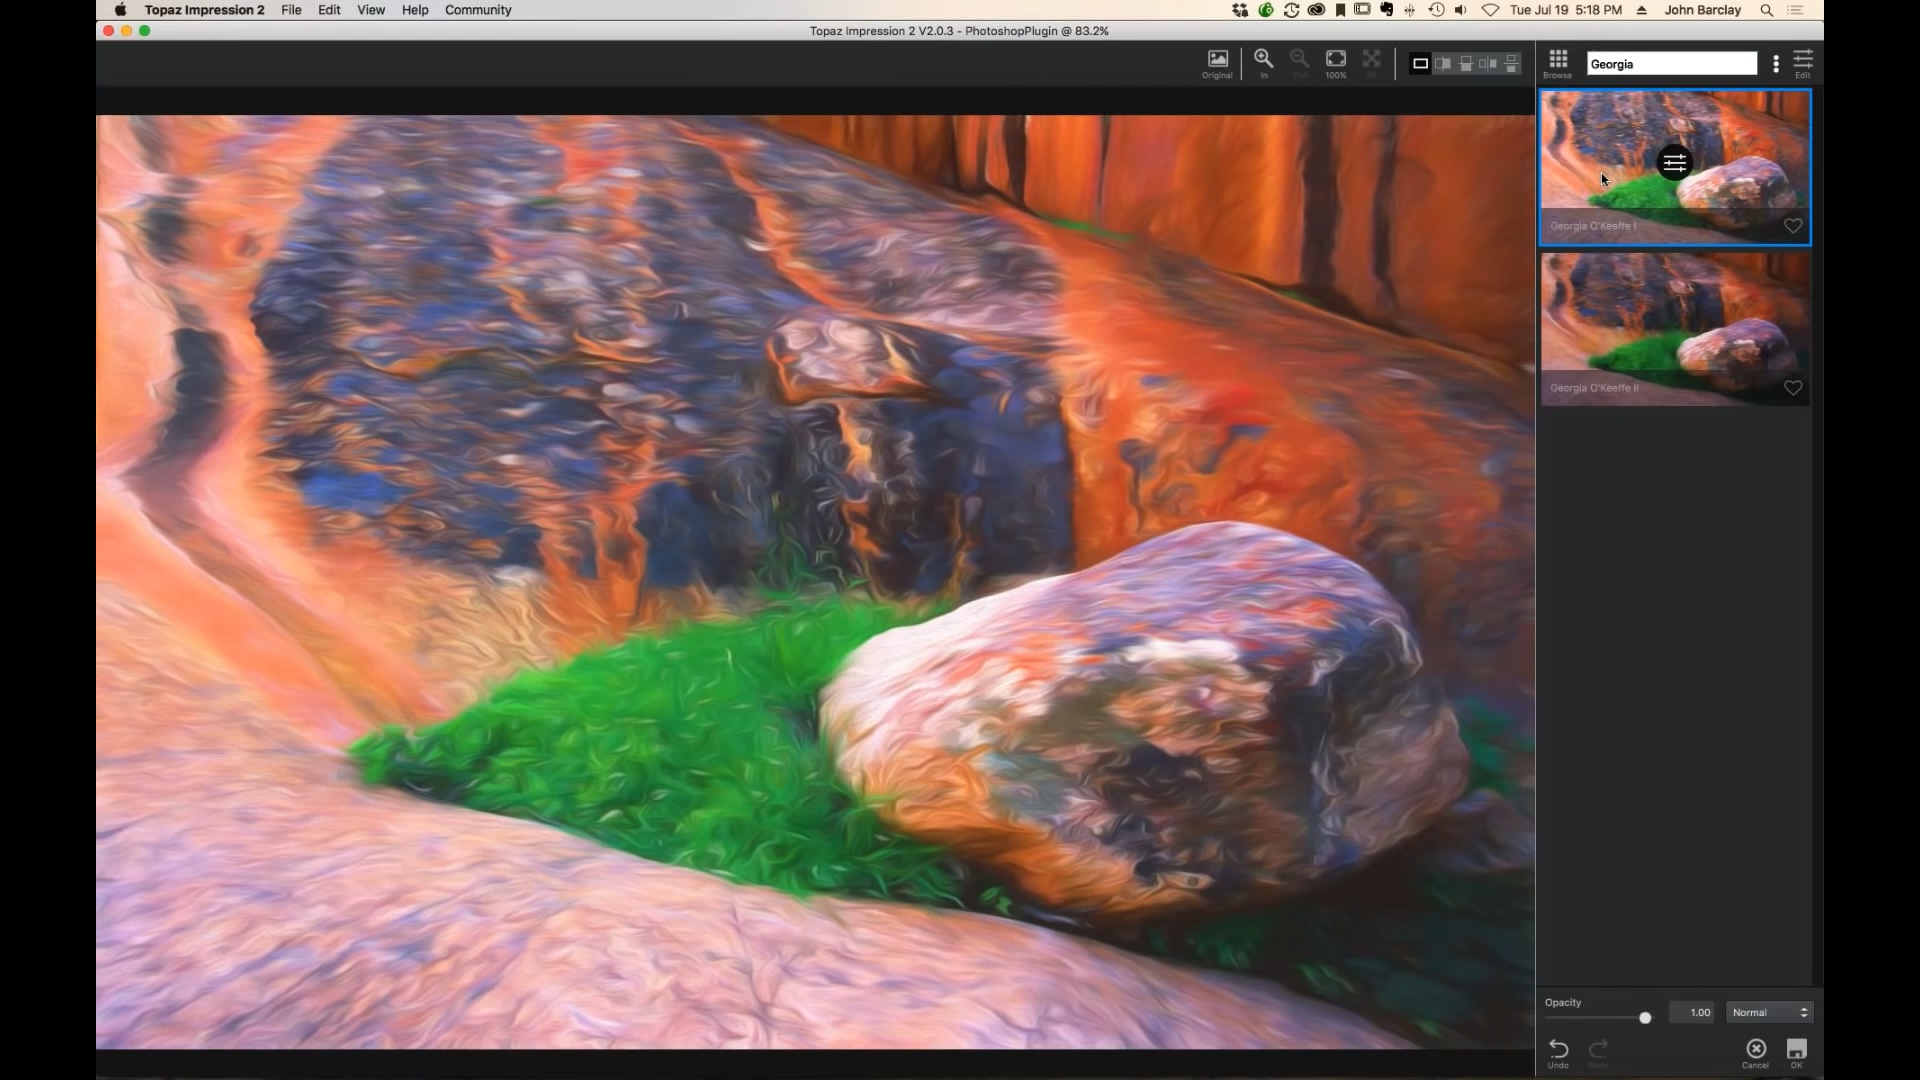 Topaz Impression 2 File Edit View Help Community Tue Jul 19 5:18 PM John Barclay
Topaz Impression 2 V2.0.3 - PhotoshopPlugin @ 83.2%
Original In 100% Browse Georgia Edit
Georgia O'Keeffe I
Georgia O'Keeffe II
Opacity
1.00 Normal
Undo Cancel OK